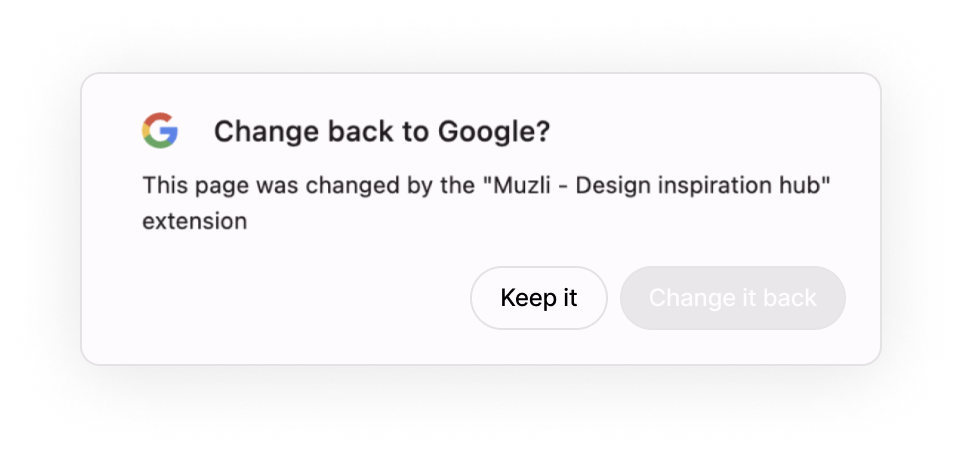 Change back to Google?
This page was changed by the "Muzli - Design inspiration hub"
extension
Keep it
Change it back